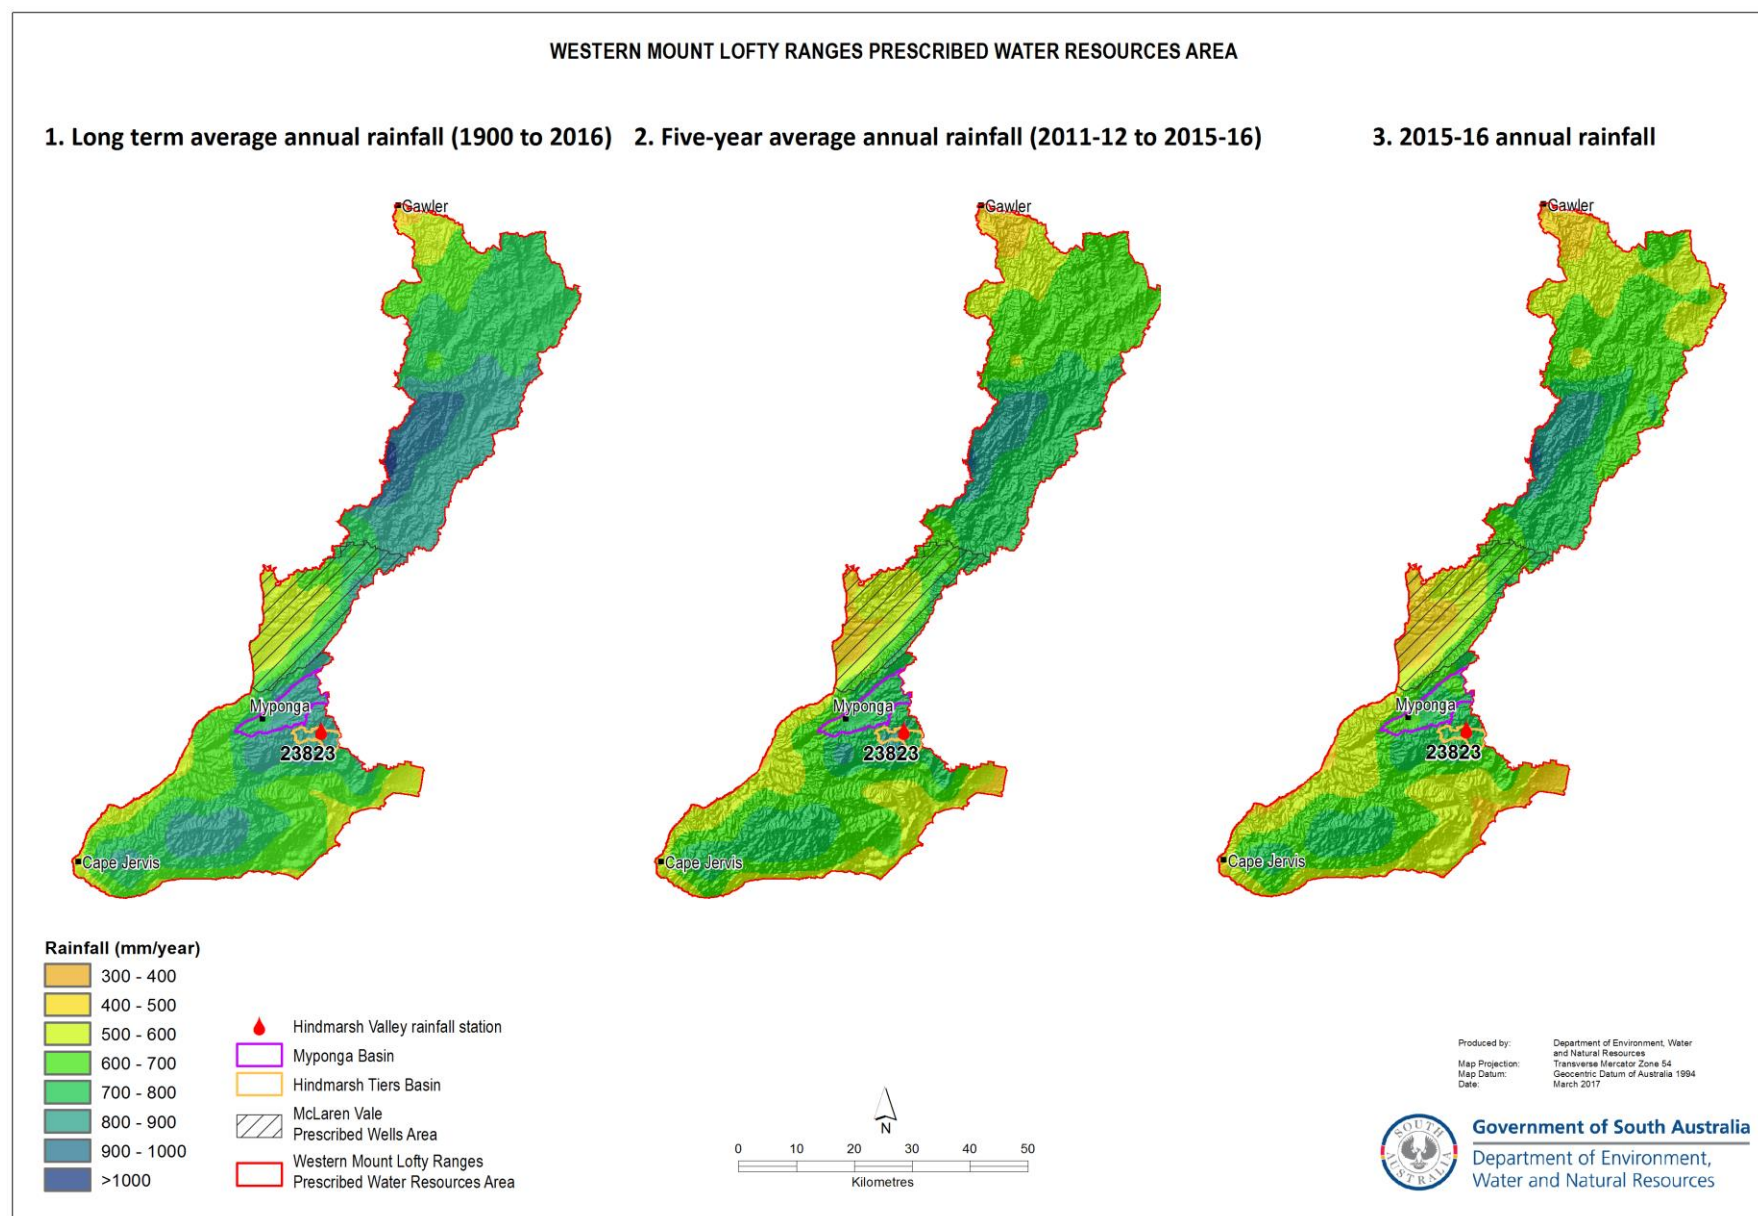 WESTERN MOUNT LOFTY RANGES PRESCRIBED WATER RESOURCES AREA
1. Long term average annual rainfall (1900 to 2016)
2. Five-year average annual rainfall (2011-12 to 2015-16)
3. 2015-16 annual rainfall
Gawler
Myponga
23823
Cape Jervis
Gawler
Myponga
23823
Cape Jervis
Gawler
Myponga
23823
Cape Jervis
Rainfall (mm/year)
300 - 400
400 - 500
500 - 600
600 - 700
700 - 800
800 - 900
900 - 1000
>1000
Hindmarsh Valley rainfall station
Myponga Basin
Hindmarsh Tiers Basin
McLaren Vale
Prescribed Wells Area
Western Mount Lofty Ranges
Prescribed Water Resources Area
N
0 10 20 30 40 50
Kilometres
Produced by: Department of Environment, Water
and Natural Resources
Map Projection: Transverse Mercator Zone 54
Map Datum: Geocentric Datum of Australia 1994
Date: March 2017
SOUTH
AUSTRALIA
Government of South Australia
Department of Environment,
Water and Natural Resources